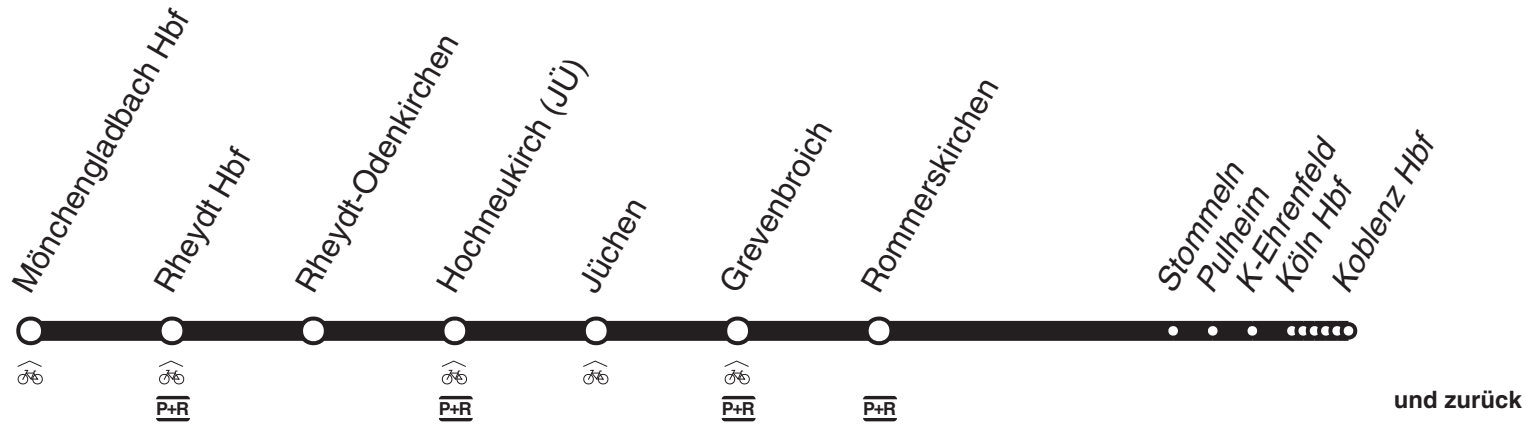 Mönchengladbach Hbf
Rheydt Hbf
Rheydt-Odenkirchen
Hochneukirch (JÜ)
Jüchen
Grevenbroich
Rommerskirchen
Stommeln
Pulheim
K-Ehrenfeld
Köln Hbf
Koblenz Hbf
P+R
P+R
P+R
P+R
und zurück